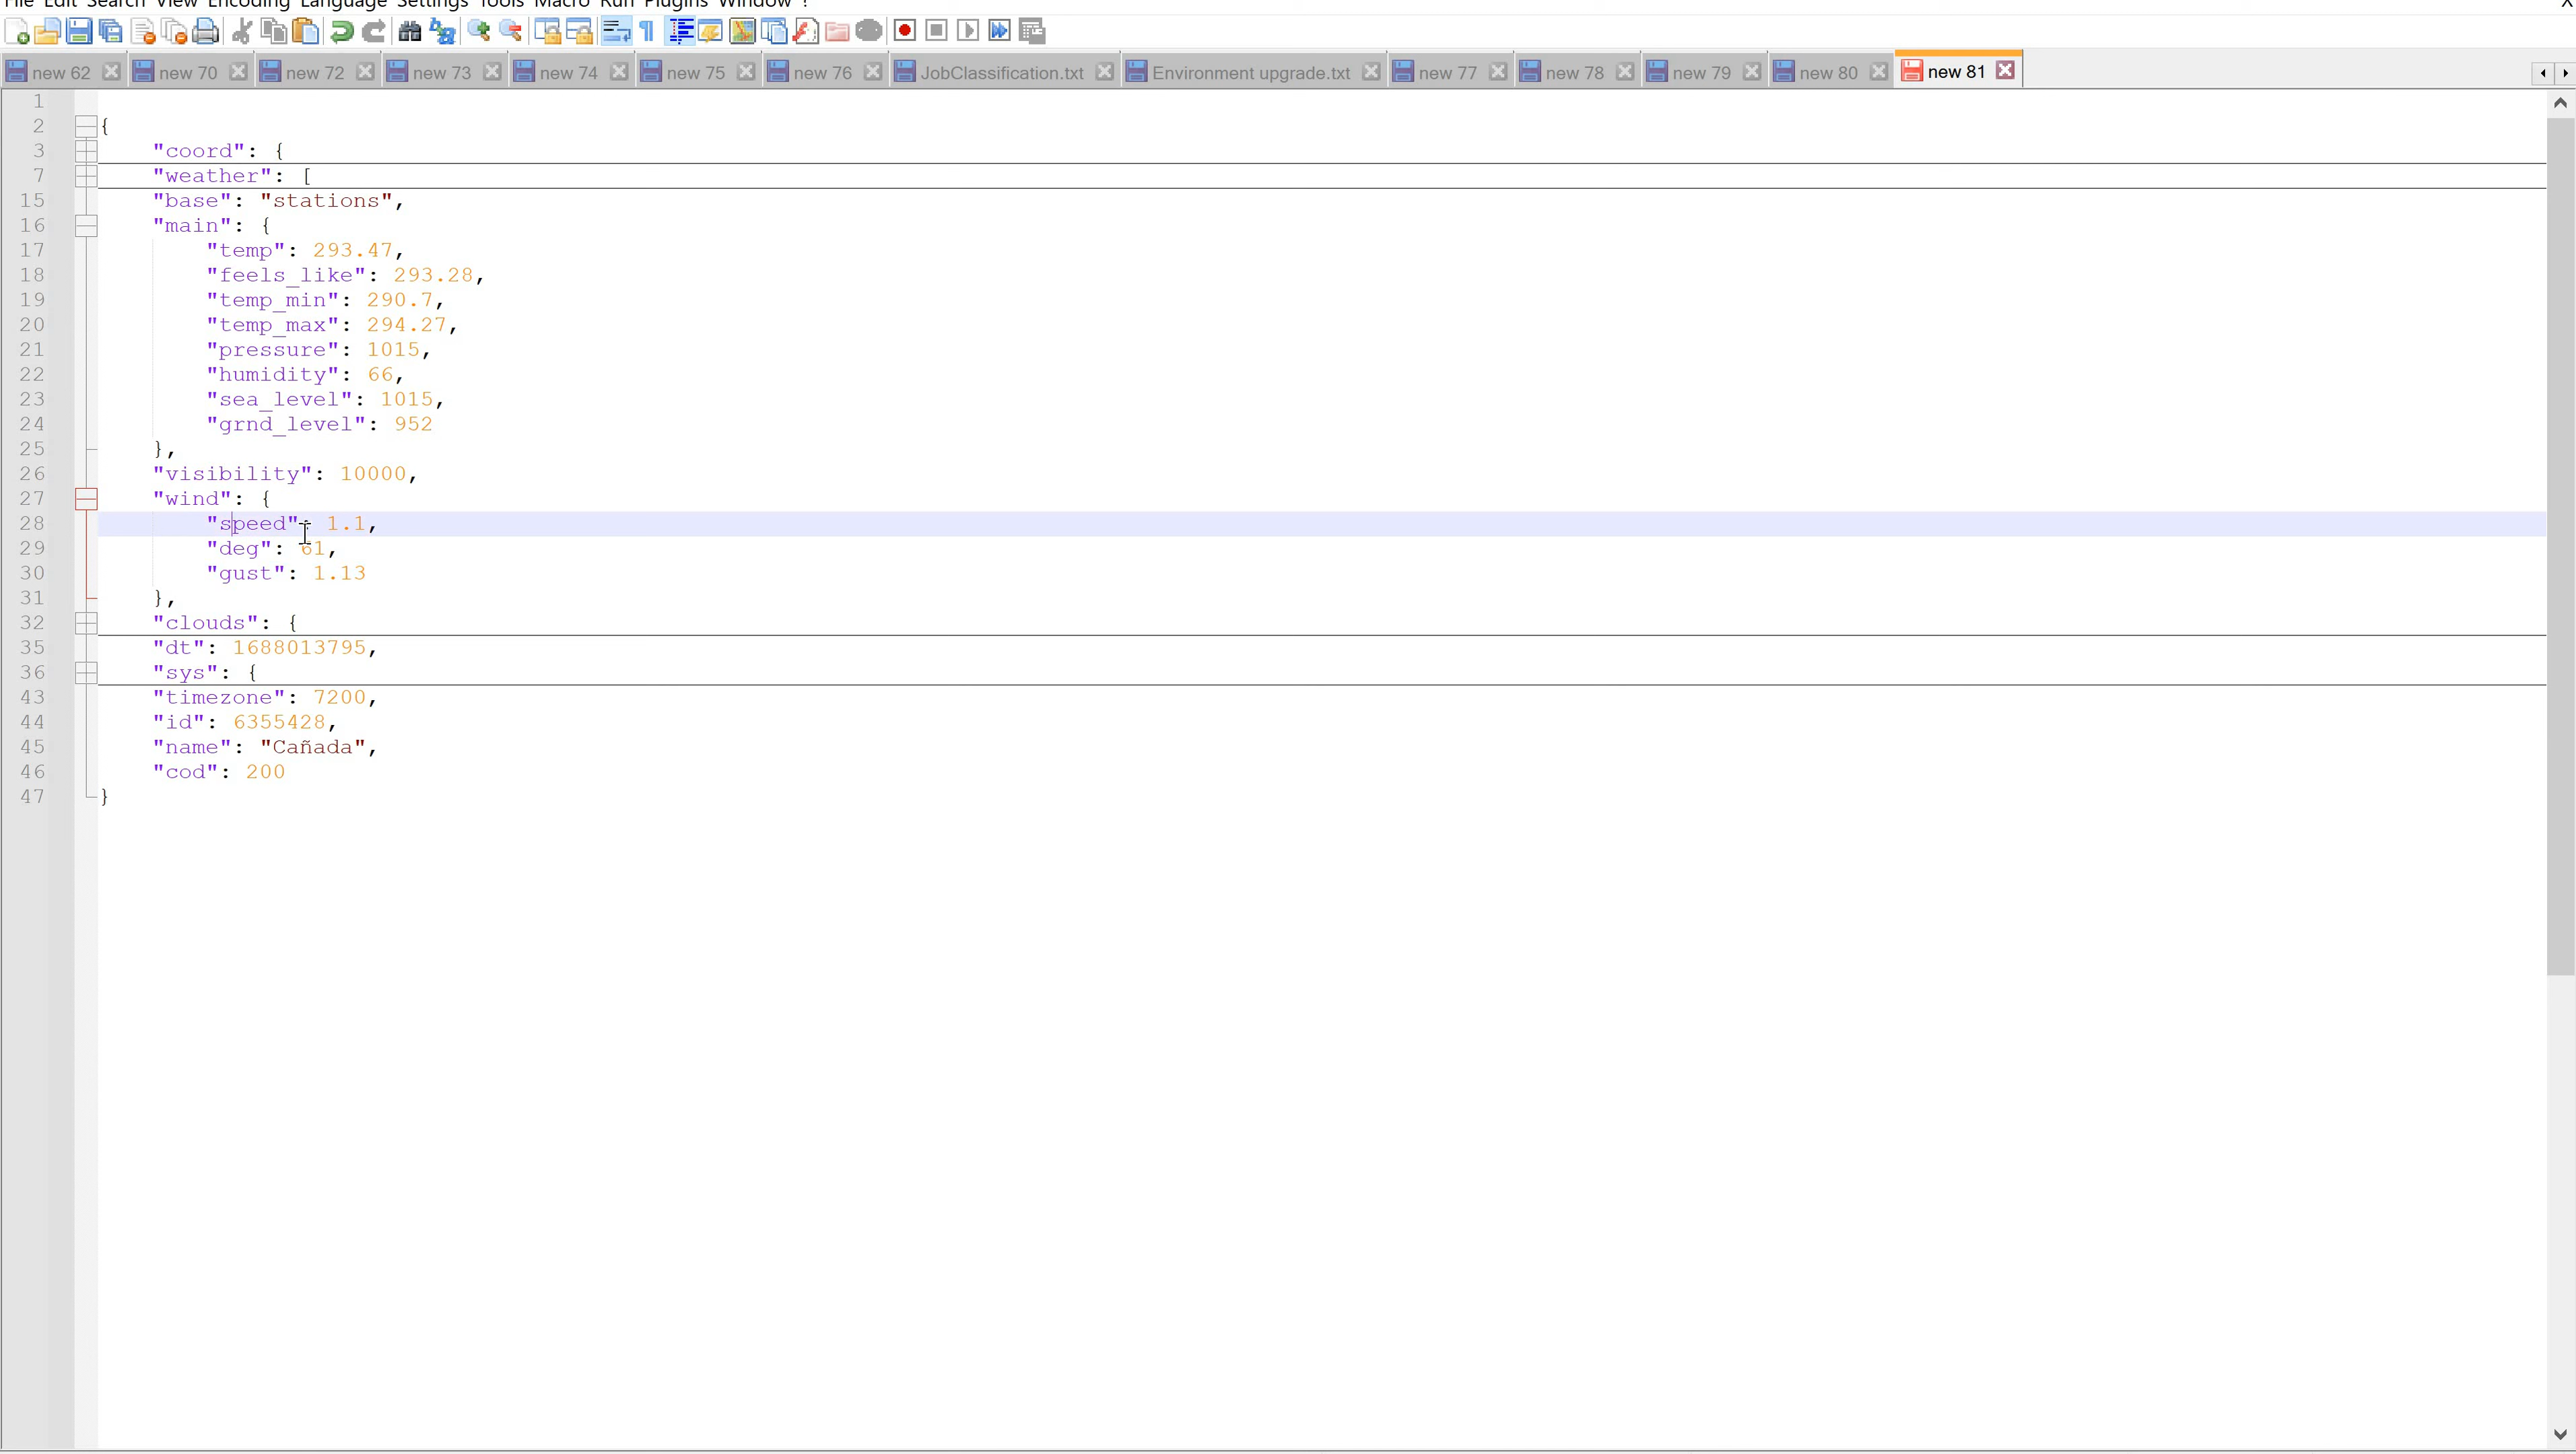 File Edit Search View Encoding Language Settings Tools Macro Run Plugins Window ?
new 62 new 70 new 72 new 73 new 74 new 75 new 76 JobClassification.txt Environment upgrade.txt new 77 new 78 new 79 new 80 new 81
1
2 {
3 "coord": {
7 "weather": [
15 "base": "stations",
16 "main": {
17 "temp": 293.47,
18 "feels_like": 293.28,
19 "temp_min": 290.7,
20 "temp_max": 294.27,
21 "pressure": 1015,
22 "humidity": 66,
23 "sea_level": 1015,
24 "grnd_level": 952
25 },
26 "visibility": 10000,
27 "wind": {
28 "speed": 1.1,
29 "deg": 61,
30 "gust": 1.13
31 },
32 "clouds": {
35 "dt": 1688013795,
36 "sys": {
43 "timezone": 7200,
44 "id": 6355428,
45 "name": "Cañada",
46 "cod": 200
47 }